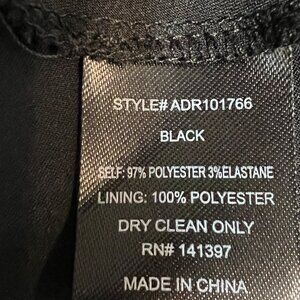 STYLE# ADR101766
BLACK
SELF: 97% POLYESTER 3%ELASTANE
LINING: 100% POLYESTER
DRY CLEAN ONLY
RN# 141397
MADE IN CHINA